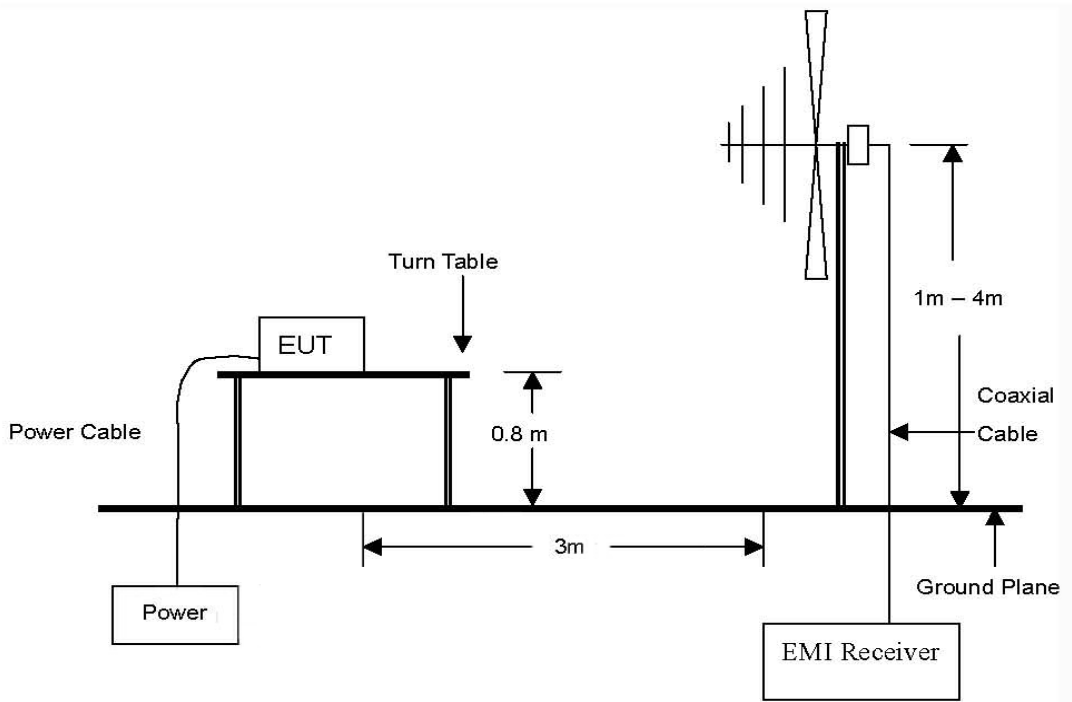 Turn Table
EUT
1m – 4m
Coaxial
Cable
Power Cable
0.8 m
3m
Ground Plane
Power
EMI Receiver